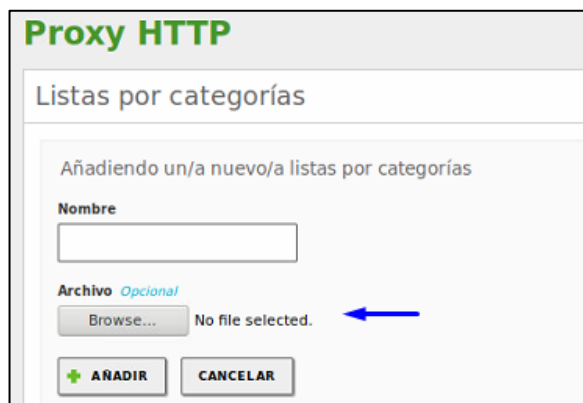 Proxy HTTP
Listas por categorías
Añadiendo un/a nuevo/a listas por categorías
Nombre
Archivo Opcional
Browse... No file selected.
AÑADIR CANCELAR